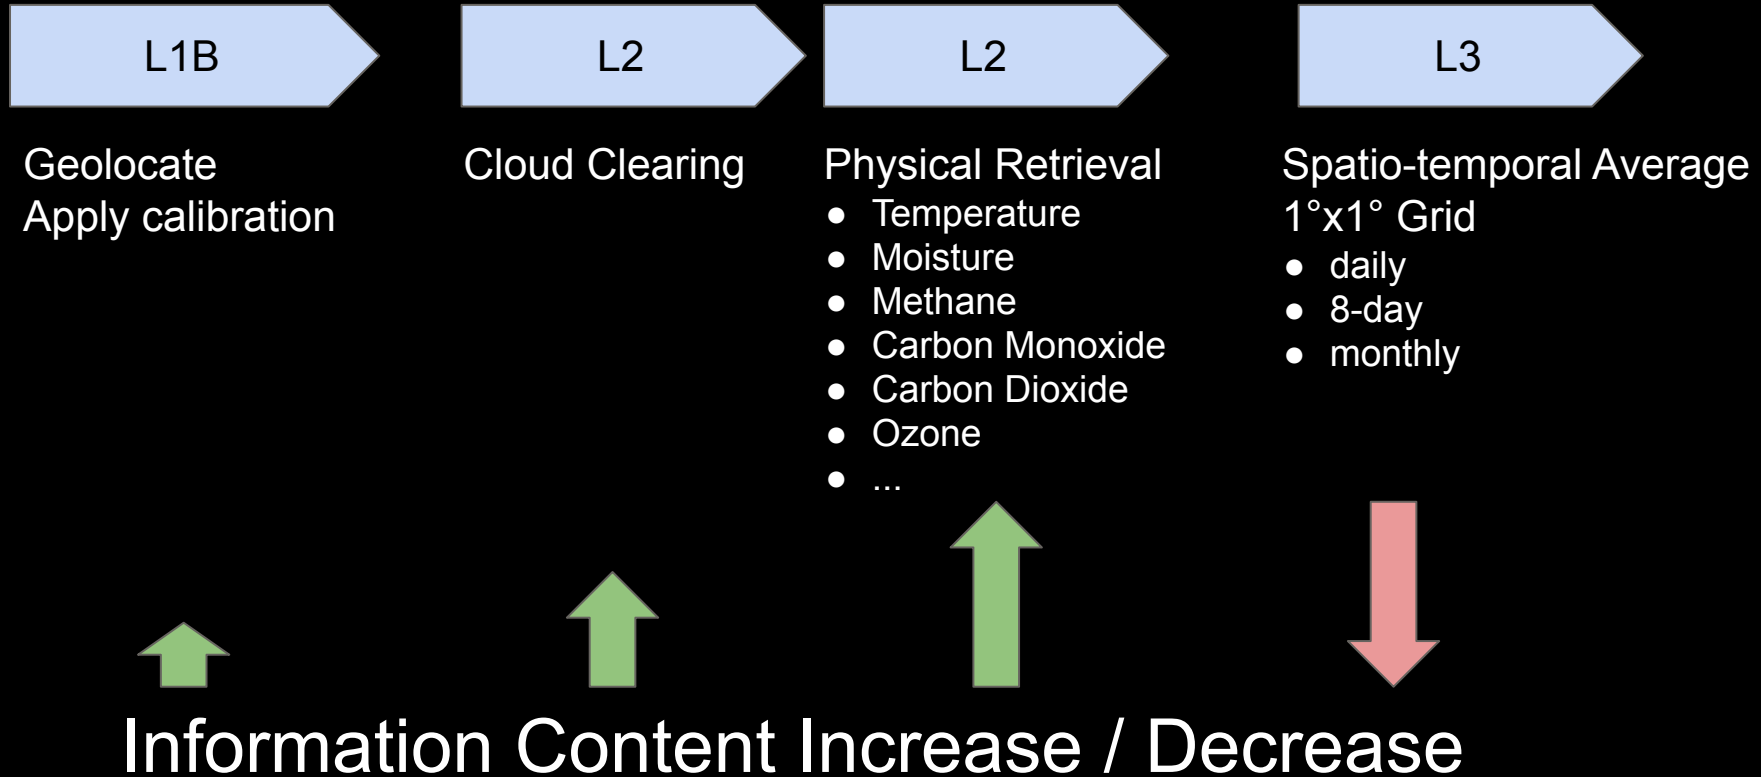 L1B
L2
L2
L3
Geolocate
Apply calibration
Cloud Clearing
Physical Retrieval
● Temperature
● Moisture
● Methane
● Carbon Monoxide
● Carbon Dioxide
● Ozone
● ...
Spatio-temporal Average
1°x1° Grid
● daily
● 8-day
● monthly
Information Content Increase / Decrease